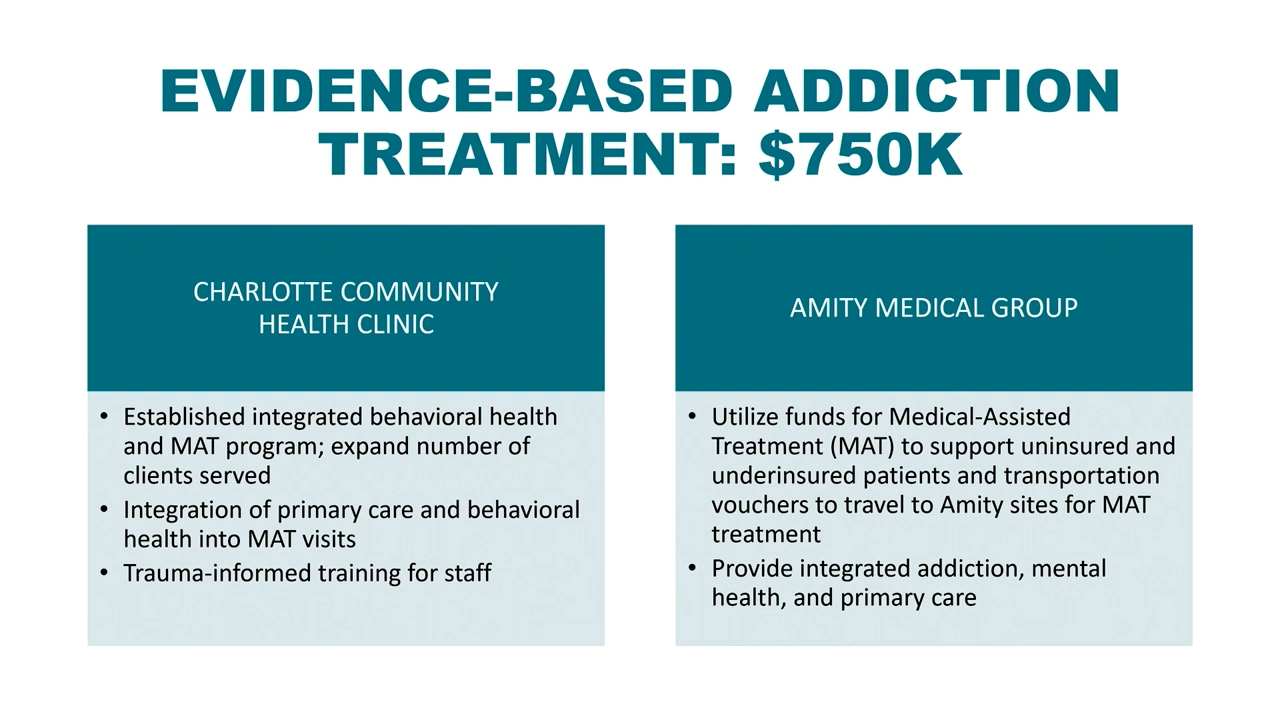 EVIDENCE-BASED ADDICTION
TREATMENT: $750K
CHARLOTTE COMMUNITY
HEALTH CLINIC
• Established integrated behavioral health
and MAT program; expand number of
clients served
• Integration of primary care and behavioral
health into MAT visits
• Trauma-informed training for staff
AMITY MEDICAL GROUP
• Utilize funds for Medical-Assisted
Treatment (MAT) to support uninsured and
underinsured patients and transportation
vouchers to travel to Amity sites for MAT
treatment
• Provide integrated addiction, mental
health, and primary care